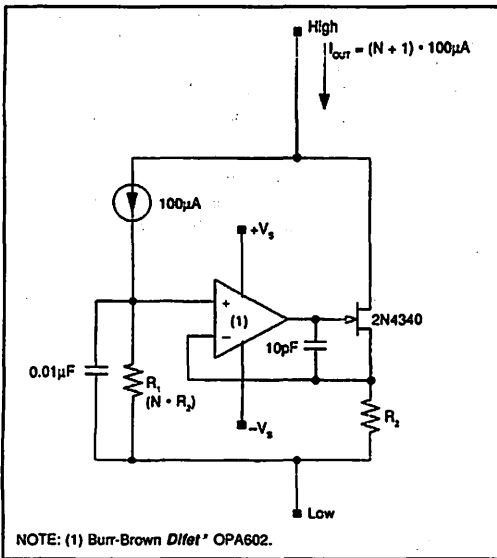 High
I_OUT = (N + 1) • 100µA
100µA
+V_S
+
(1)
−
2N4340
10pF
0.01µF
R_1
(N • R_2)
R_2
−V_S
Low
NOTE: (1) Burr-Brown Difet® OPA602.